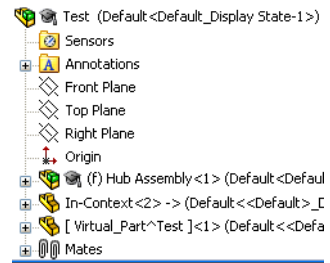 Test (Default<Default_Display State-1>)
Sensors
A Annotations
Front Plane
Top Plane
Right Plane
Origin
(f) Hub Assembly<1> (Default<Defaul
In-Context<2> -> (Default<<Default>_D
[ Virtual_Part^Test ]<1> (Default<<Defa
Mates